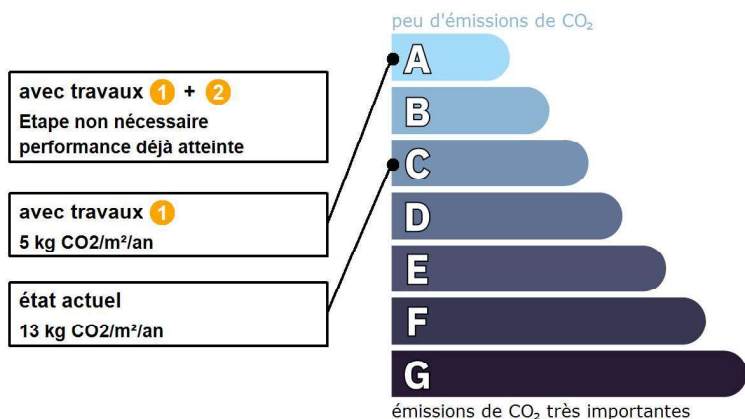 peu d'émissions de CO₂
avec travaux 1 + 2
Etape non nécessaire
performance déjà atteinte
avec travaux 1
5 kg CO2/m²/an
état actuel
13 kg CO2/m²/an
A
B
C
D
E
F
G
émissions de CO₂ très importantes